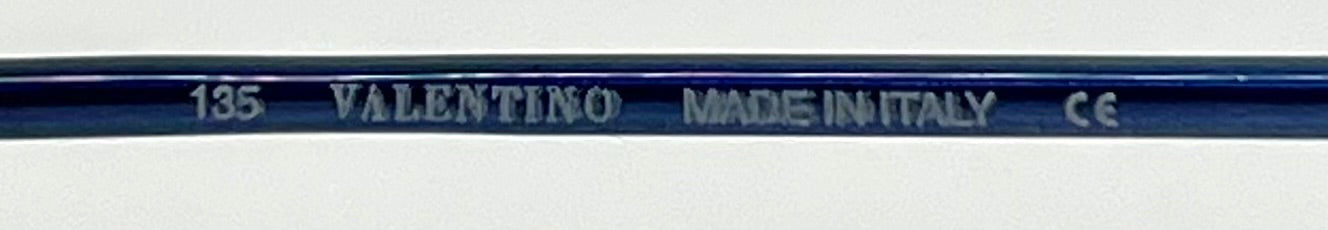 135 VALENTINO MADE IN ITALY CE